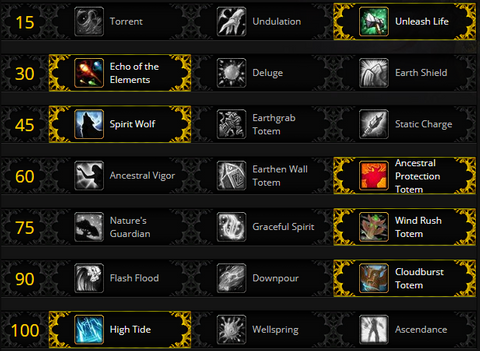 15 Torrent Undulation Unleash Life
30 Echo of the Elements Deluge Earth Shield
45 Spirit Wolf Earthgrab Totem Static Charge
60 Ancestral Vigor Earthen Wall Totem Ancestral Protection Totem
75 Nature's Guardian Graceful Spirit Wind Rush Totem
90 Flash Flood Downpour Cloudburst Totem
100 High Tide Wellspring Ascendance